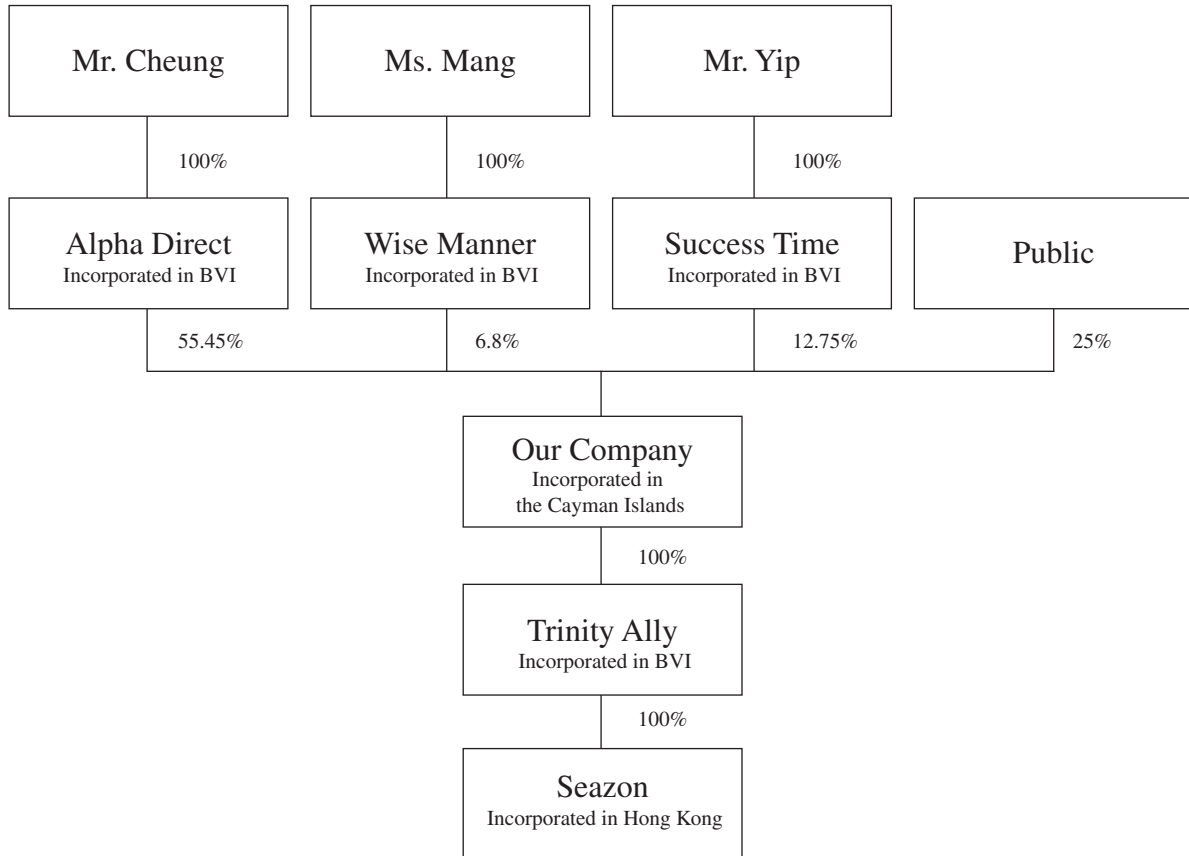 Mr. Cheung
Ms. Mang
Mr. Yip
100%
100%
100%
Alpha Direct
Incorporated in BVI
Wise Manner
Incorporated in BVI
Success Time
Incorporated in BVI
Public
55.45%
6.8%
12.75%
25%
Our Company
Incorporated in
the Cayman Islands
100%
Trinity Ally
Incorporated in BVI
100%
Seazon
Incorporated in Hong Kong